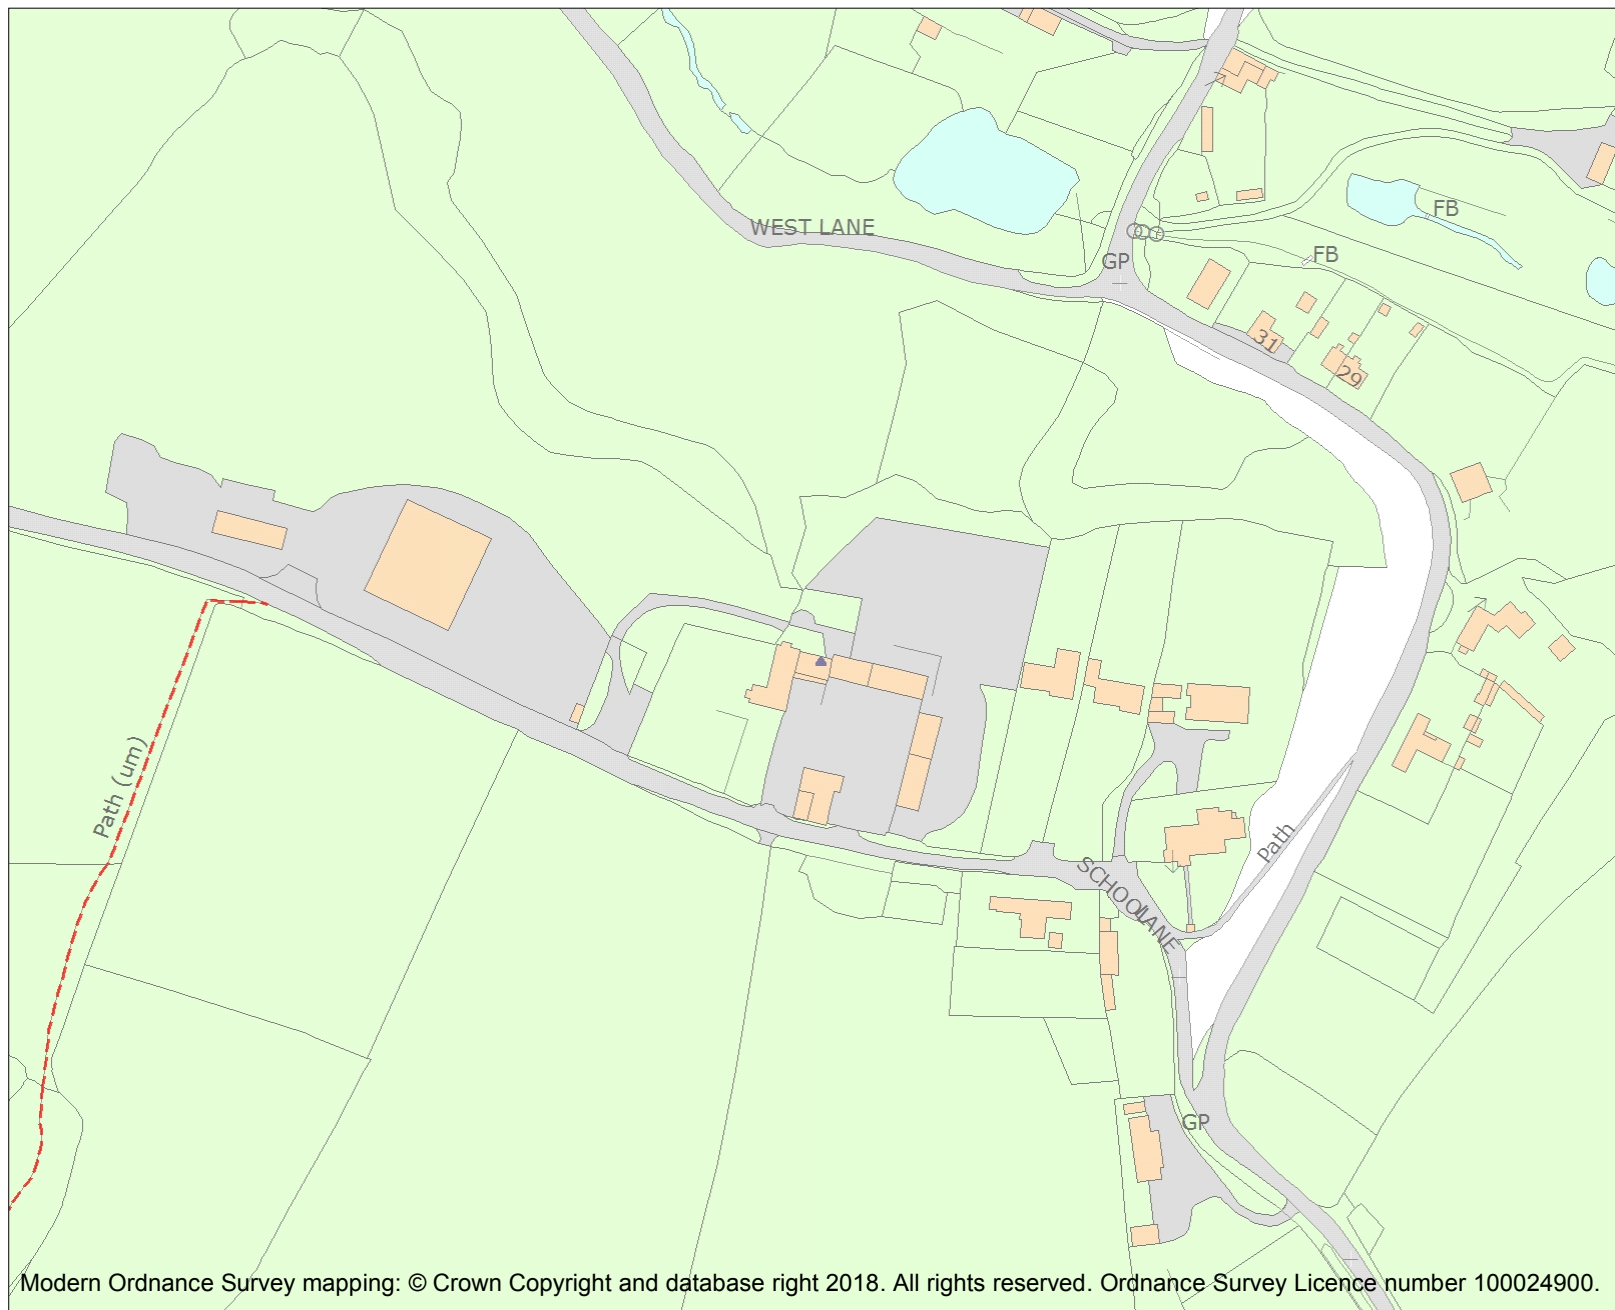 FB
WEST LANE
FB
GP
31
29
Path (um)
Path
SCHOOL
LANE
GP
Modern Ordnance Survey mapping: © Crown Copyright and database right 2018. All rights reserved. Ordnance Survey Licence number 100024900.